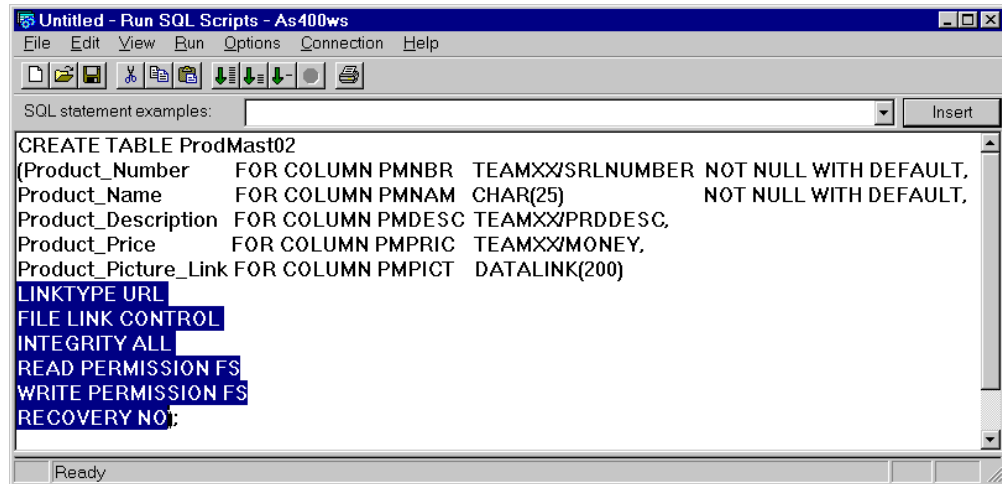 Untitled - Run SQL Scripts - As400ws
File Edit View Run Options Connection Help
SQL statement examples: Insert
CREATE TABLE ProdMast02
(Product_Number FOR COLUMN PMNBR TEAMXX/SRLNUMBER NOT NULL WITH DEFAULT,
Product_Name FOR COLUMN PMNAM CHAR(25) NOT NULL WITH DEFAULT,
Product_Description FOR COLUMN PMDESC TEAMXX/PRDDESC,
Product_Price FOR COLUMN PMPRIC TEAMXX/MONEY,
Product_Picture_Link FOR COLUMN PMPICT DATALINK(200)
LINKTYPE URL
FILE LINK CONTROL
INTEGRITY ALL
READ PERMISSION FS
WRITE PERMISSION FS
RECOVERY NO);
Ready